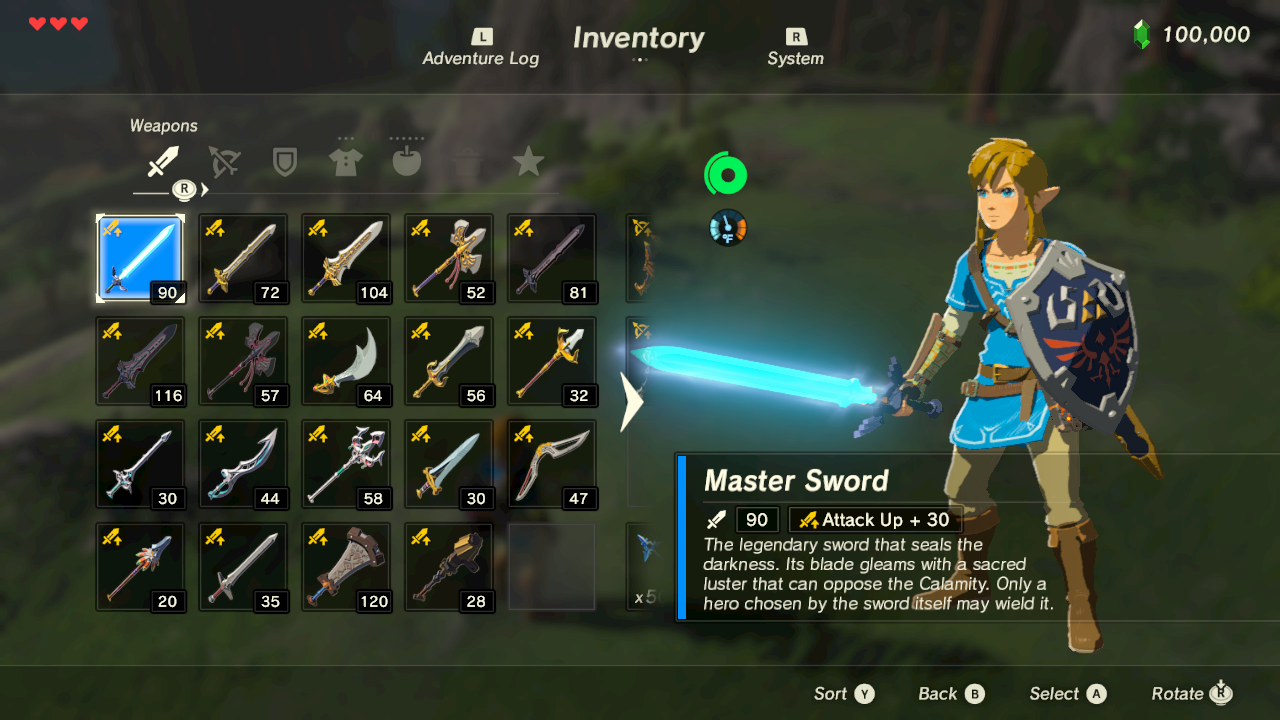 L
Inventory
R
100,000
Adventure Log
System
Weapons
R
°F
90
72
104
52
81
116
57
64
56
32
30
44
58
30
47
20
35
120
28
x5
Master Sword
90
Attack Up + 30
The legendary sword that seals the
darkness. Its blade gleams with a sacred
luster that can oppose the Calamity. Only a
hero chosen by the sword itself may wield it.
Sort Y
Back B
Select A
Rotate R